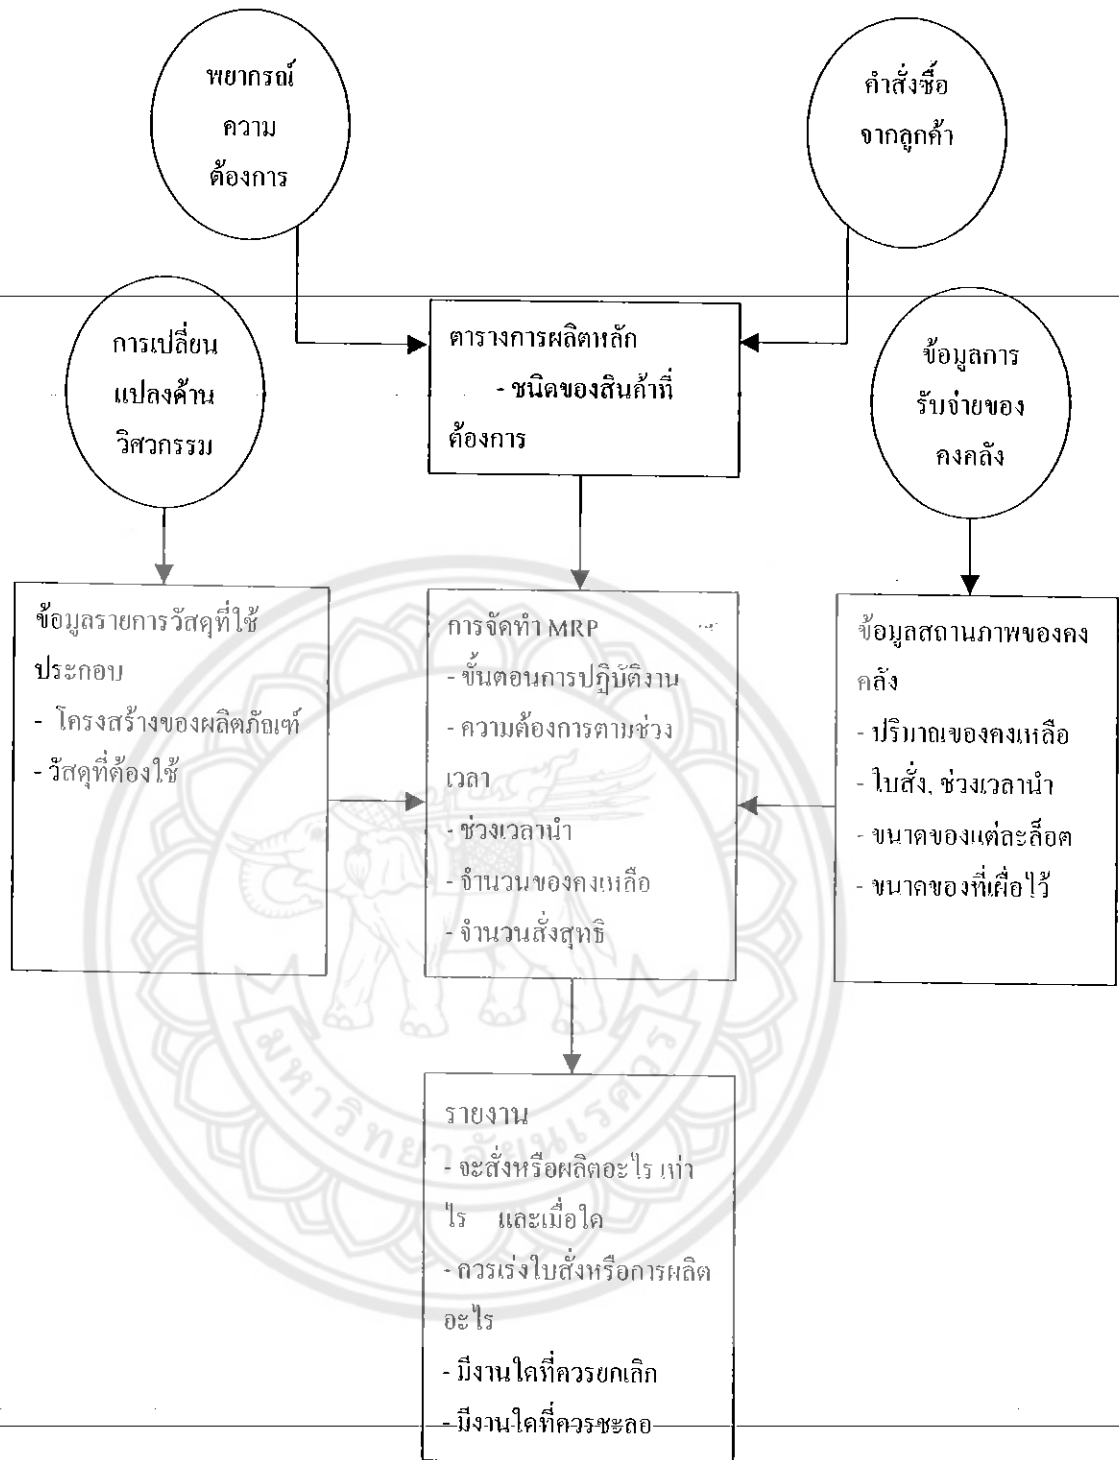 พยากรณ์
ความ
ต้องการ
คำสั่งซื้อ
จากลูกค้า
การเปลี่ยน
แปลงด้าน
วิศวกรรม
ตารางการผลิตหลัก
- ชนิดของสินค้าที่
ต้องการ
ข้อมูลการ
รับจ่ายของ
คงคลัง
ข้อมูลรายการวัสดุที่ใช้
ประกอบ
- โครงสร้างของผลิตภัณฑ์
- วัสดุที่ต้องใช้
การจัดทำ MRP
- ขั้นตอนการปฏิบัติงาน
- ความต้องการตามช่วง
เวลา
- ช่วงเวลานำ
- จำนวนของคงเหลือ
- จำนวนสั่งสุทธิ
ข้อมูลสถานภาพของคง
คลัง
- ปริมาณของคงเหลือ
- ใบสั่ง, ช่วงเวลานำ
- ขนาดของแต่ละล็อต
- ขนาดของที่เผื่อไว้
รายงาน
- จะสั่งหรือผลิตอะไร เท่า
ไร และเมื่อใด
- ควรเร่งใบสั่งหรือการผลิต
อะไร
- มีงานใดที่ควรยกเลิก
- มีงานใดที่ควรชะลอ
มหาวิทยาลัยนเรศวร